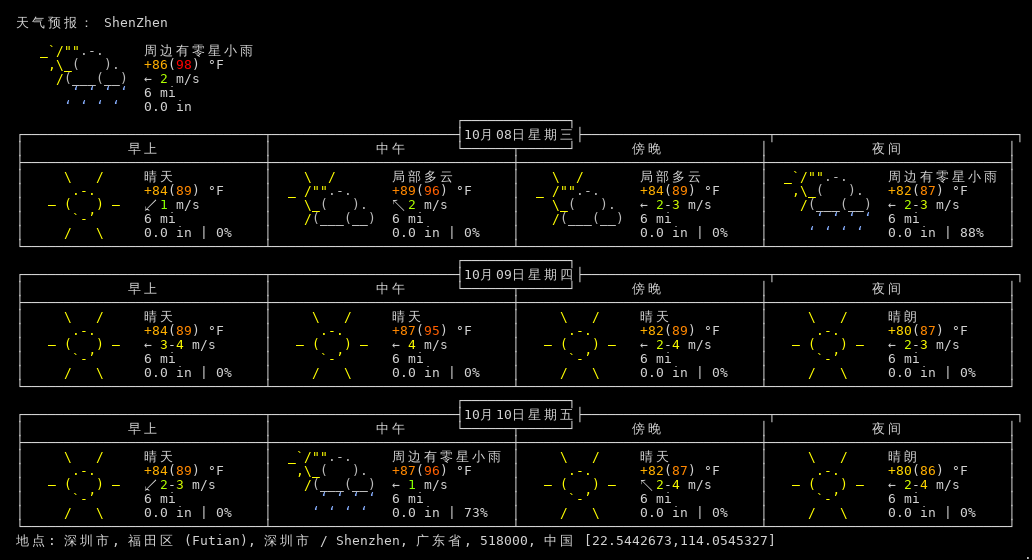 天气预报： ShenZhen
周边有零星小雨
+86(98) °F
← 2 m/s
6 mi
0.0 in
10月08日星期三
早上 中午 傍晚 夜间
晴天 局部多云 局部多云 周边有零星小雨
+84(89) °F +89(96) °F +84(89) °F +82(87) °F
↙ 1 m/s ↖ 2 m/s ← 2-3 m/s ← 2-3 m/s
6 mi 6 mi 6 mi 6 mi
0.0 in | 0% 0.0 in | 0% 0.0 in | 0% 0.0 in | 88%
10月09日星期四
早上 中午 傍晚 夜间
晴天 晴天 晴天 晴朗
+84(89) °F +87(95) °F +82(89) °F +80(87) °F
← 3-4 m/s ← 4 m/s ← 2-4 m/s ← 2-3 m/s
6 mi 6 mi 6 mi 6 mi
0.0 in | 0% 0.0 in | 0% 0.0 in | 0% 0.0 in | 0%
10月10日星期五
早上 中午 傍晚 夜间
晴天 周边有零星小雨 晴天 晴朗
+84(89) °F +87(96) °F +82(87) °F +80(86) °F
↙ 2-3 m/s ← 1 m/s ↖ 2-4 m/s ← 2-4 m/s
6 mi 6 mi 6 mi 6 mi
0.0 in | 0% 0.0 in | 73% 0.0 in | 0% 0.0 in | 0%
地点: 深圳市, 福田区 (Futian), 深圳市 / Shenzhen, 广东省, 518000, 中国 [22.5442673,114.0545327]